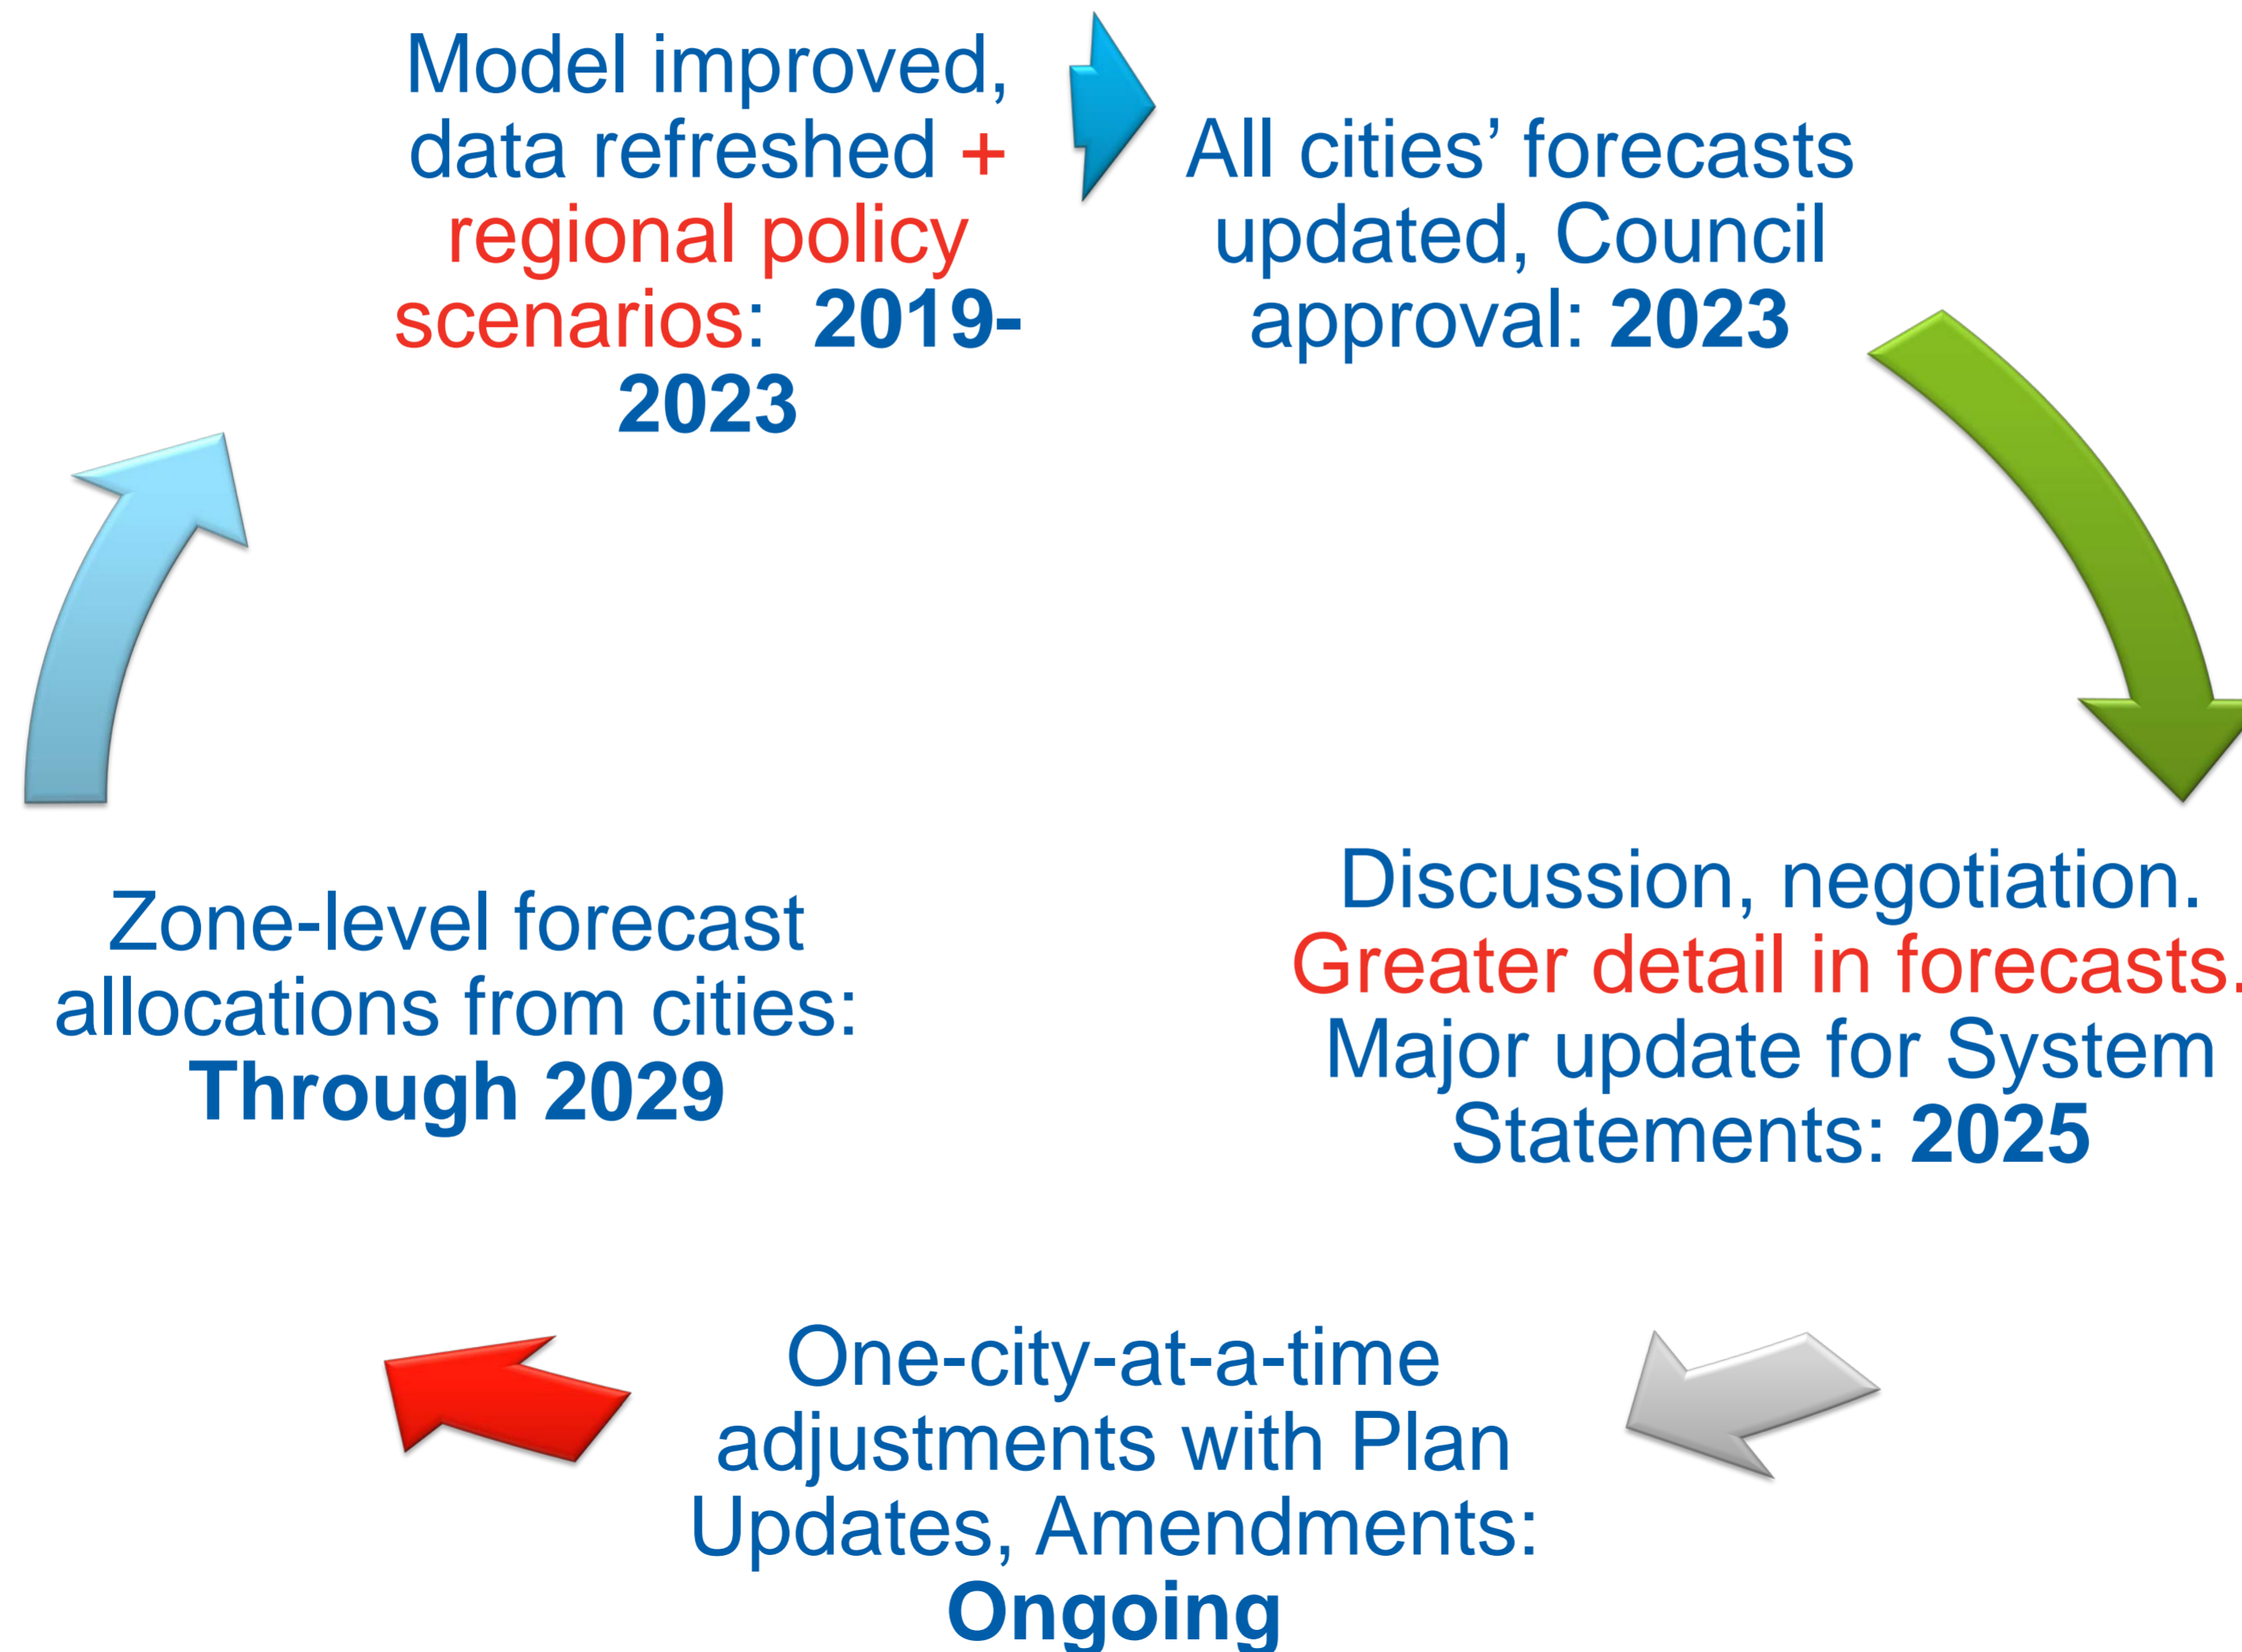 Model improved,
data refreshed +
regional policy
scenarios: 2019-
2023
All cities’ forecasts
updated, Council
approval: 2023
Discussion, negotiation.
Greater detail in forecasts.
Major update for System
Statements: 2025
One-city-at-a-time
adjustments with Plan
Updates, Amendments:
Ongoing
Zone-level forecast
allocations from cities:
Through 2029